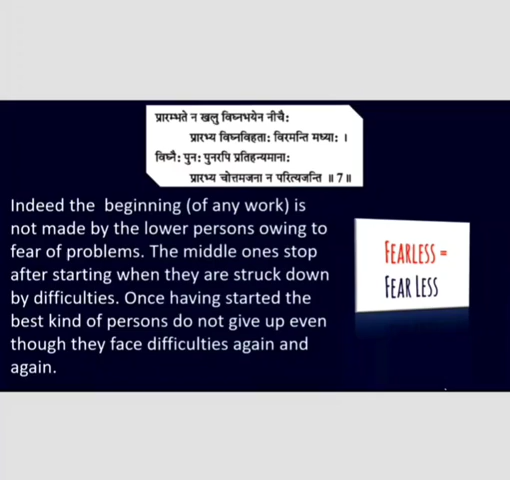 प्रारम्भते न खलु विघ्नभयेन नीचै:
प्रारभ्य विघ्नविहता: विरमन्ति मध्या: ।
विघ्नै: पुन: पुनरपि प्रतिहन्यमाना:
प्रारभ्य चोत्तमजना न परित्यजन्ति ॥ 7 ॥
Indeed the beginning (of any work) is
not made by the lower persons owing to
fear of problems. The middle ones stop
after starting when they are struck down
by difficulties. Once having started the
best kind of persons do not give up even
though they face difficulties again and
again.
FEARLESS =
FEAR LESS